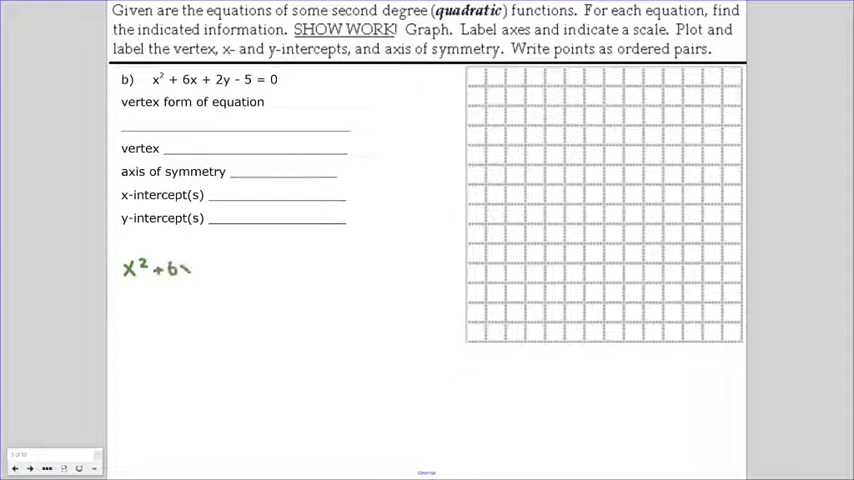 Given are the equations of some second degree (quadratic) functions. For each equation, find
the indicated information. SHOW WORK! Graph. Label axes and indicate a scale. Plot and
label the vertex, x- and y-intercepts, and axis of symmetry. Write points as ordered pairs.
b) x² + 6x + 2y - 5 = 0
vertex form of equation
vertex
axis of symmetry
x-intercept(s)
y-intercept(s)
x² + 6x